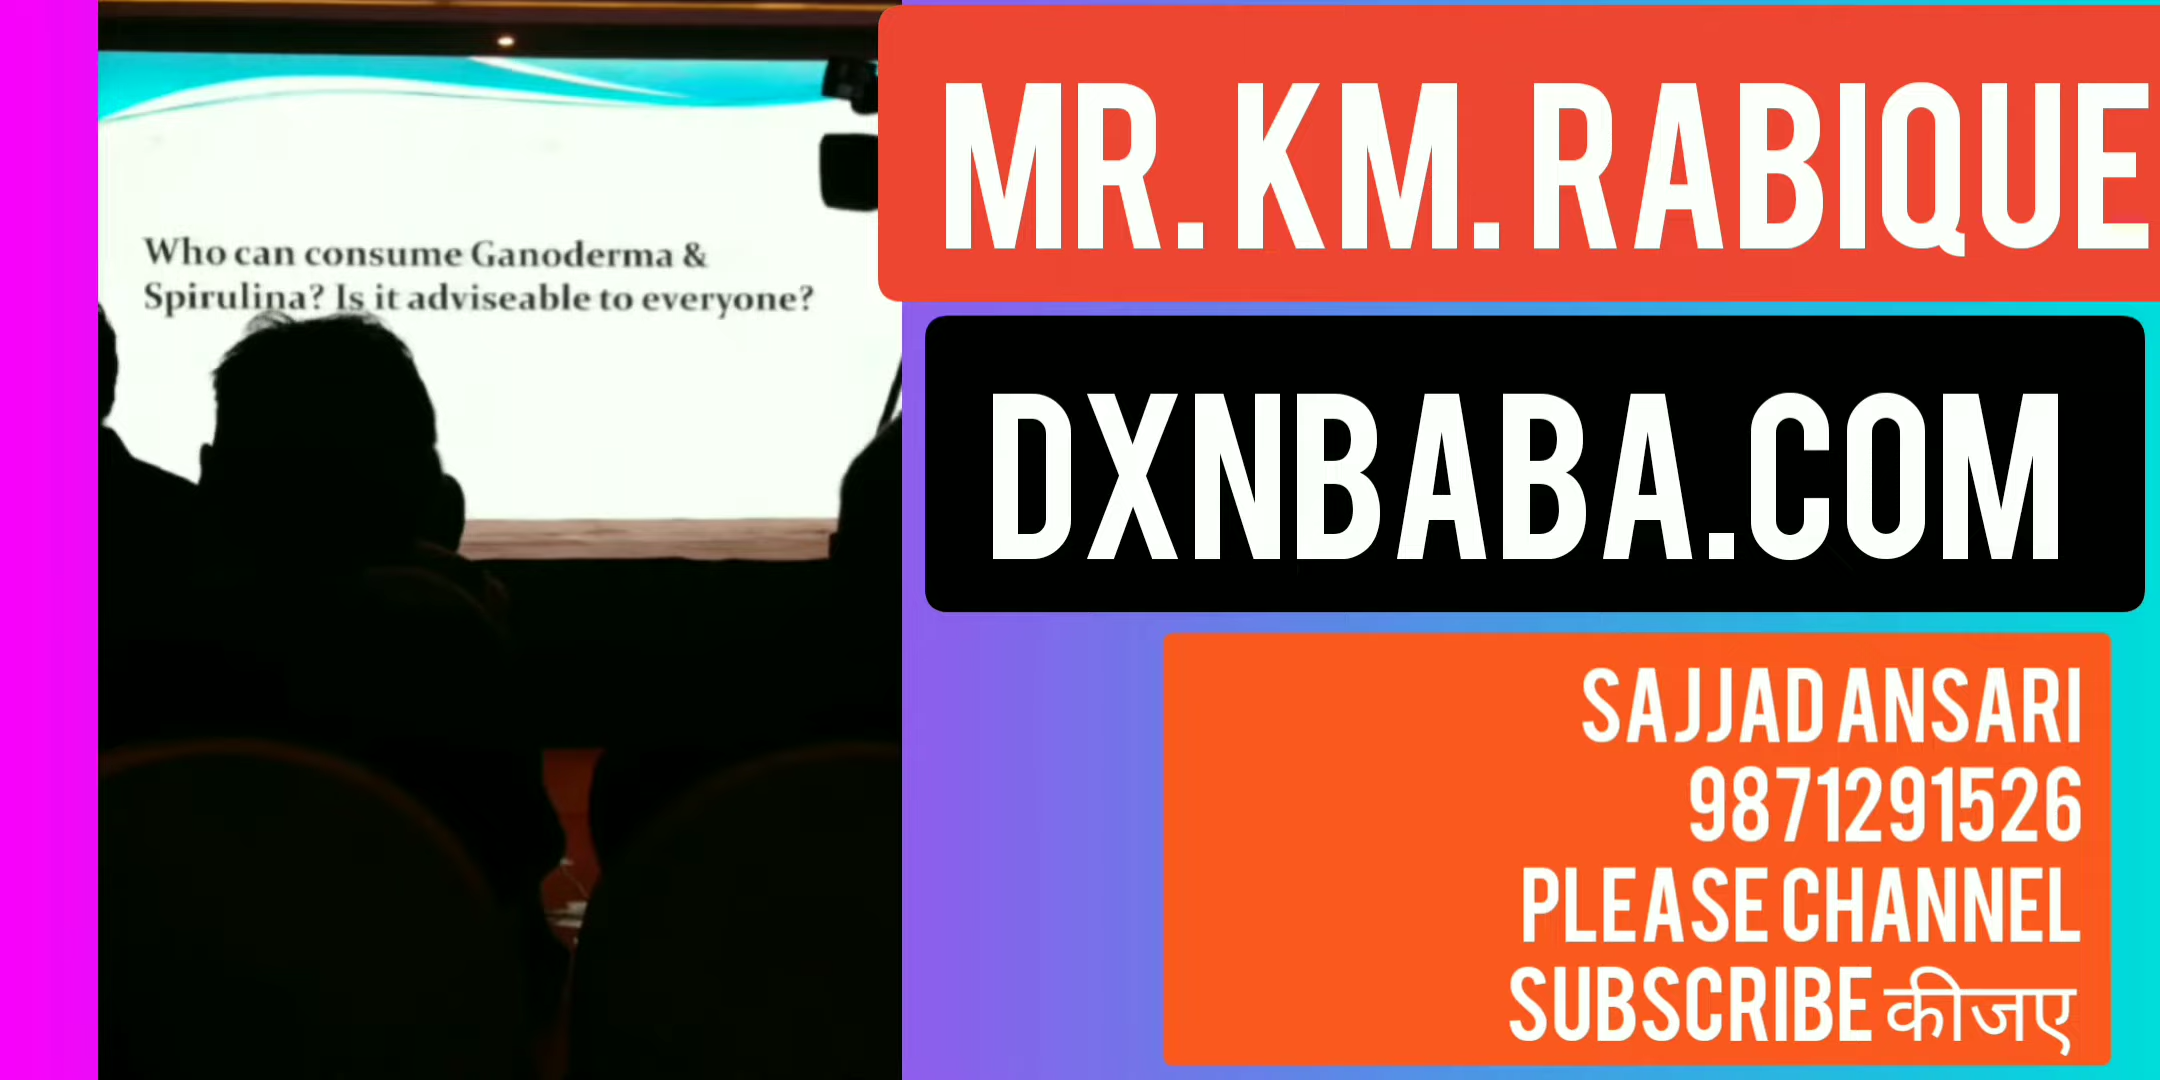 Who can consume Ganoderma &
Spirulina? Is it adviseable to everyone?
MR. KM. RABIQUE
DXNBABA.COM
SAJJAD ANSARI
9871291526
PLEASE CHANNEL
SUBSCRIBE कीजए